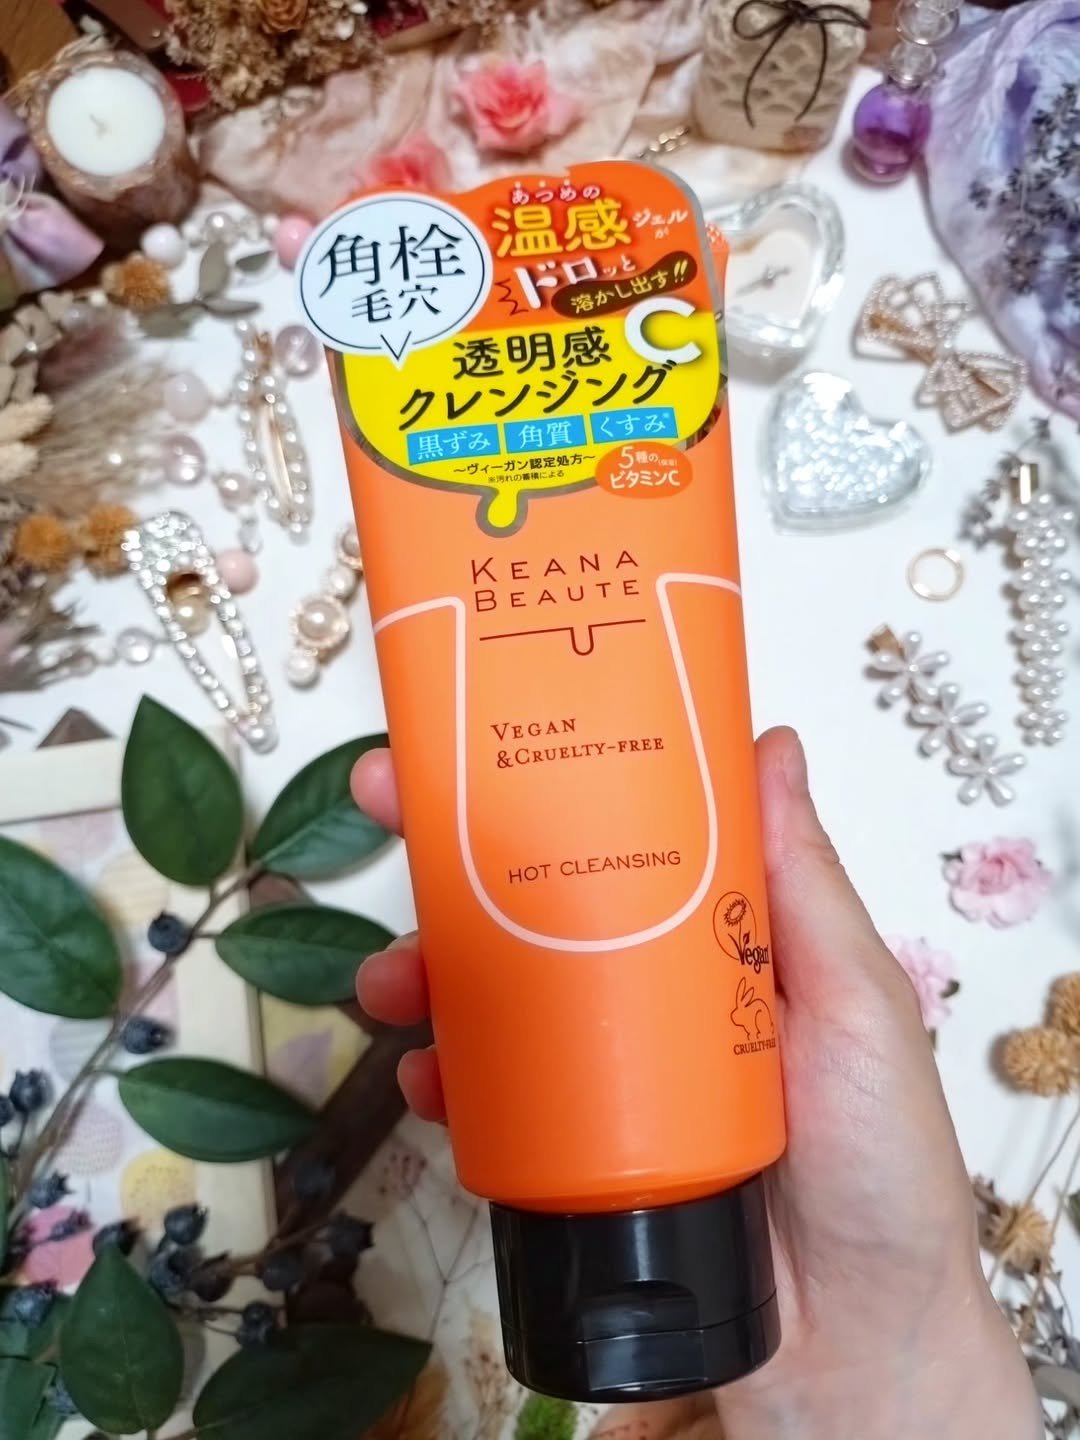 角栓
毛穴
あつめの
温感ジェルが
ドロッと
溶かし出す!!
透明感C
クレンジング
黒ずみ 角質 くすみ※
～ヴィーガン認定処方～
※汚れの蓄積による
5種の(保湿)
ビタミンC
KEANA
BEAUTE
VEGAN
&CRUELTY-FREE
HOT CLEANSING
Vegan
CRUELTY-FREE